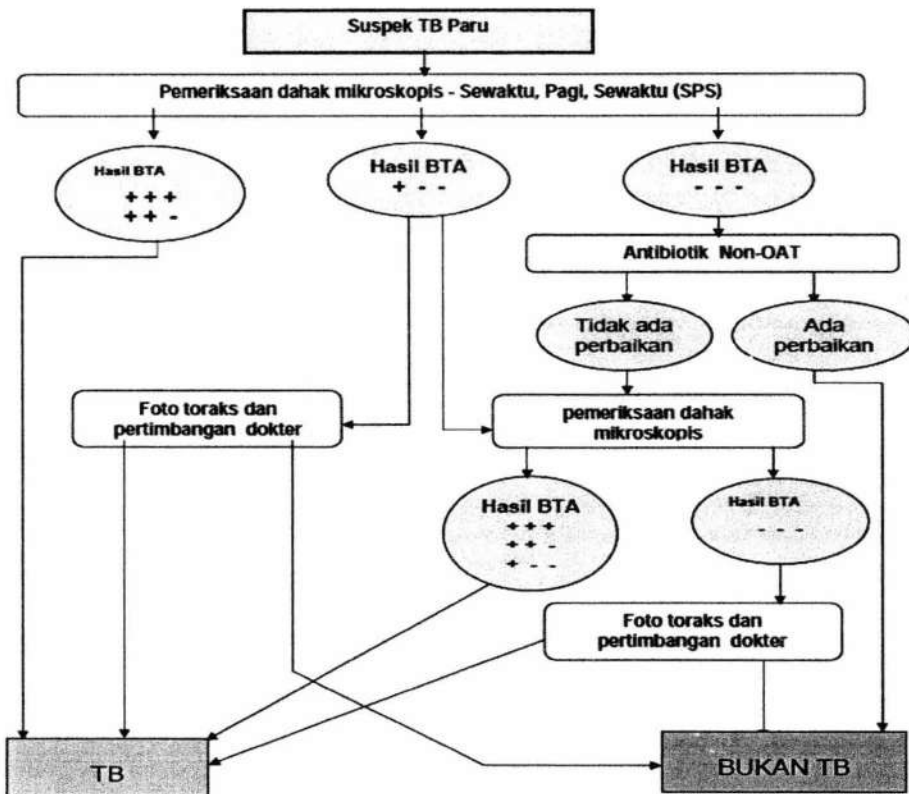 Suspek TB Paru
Pemeriksaan dahak mikroskopis - Sewaktu, Pagi, Sewaktu (SPS)
Hasil BTA
+ + +
+ + -
Hasil BTA
+ - -
Hasil BTA
- - -
Antibiotik Non-OAT
Tidak ada
perbaikan
Ada
perbaikan
Foto toraks dan
pertimbangan dokter
pemeriksaan dahak
mikroskopis
Hasil BTA
+ + +
+ + -
+ - -
Hasil BTA
- - -
Foto toraks dan
pertimbangan dokter
TB
BUKAN TB